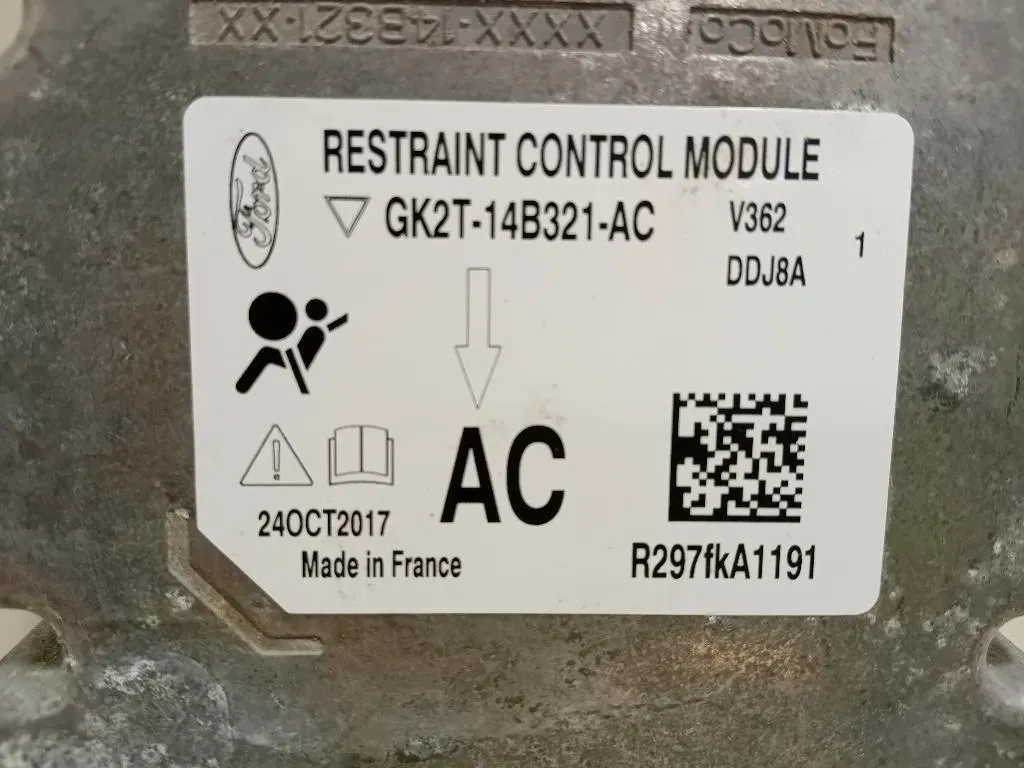 FoMoCo XXXX-14B321-XX
Ford
RESTRAINT CONTROL MODULE
GK2T-14B321-AC
V362
1
DDJ8A
AC
24OCT2017
Made in France
R297fkA1191